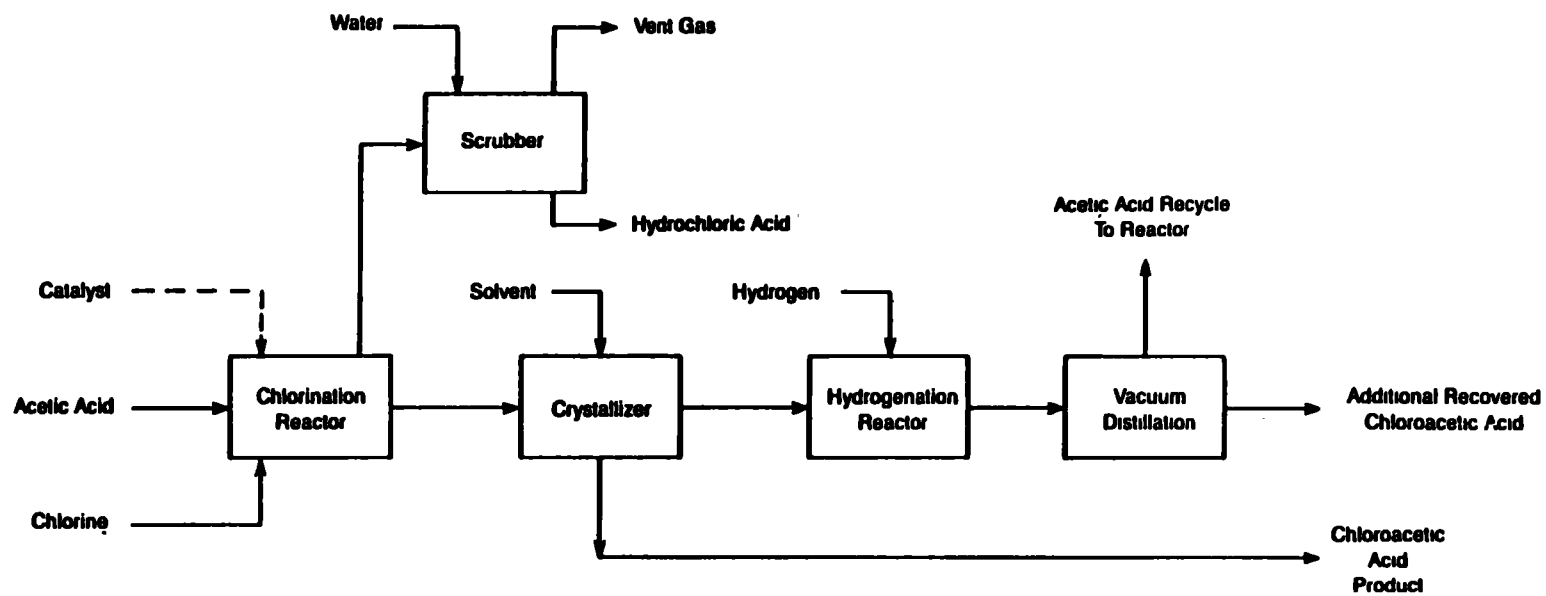 Water
Vent Gas
Scrubber
Hydrochloric Acid
Acetic Acid Recycle
To Reactor
Catalyst
Solvent
Hydrogen
Acetic Acid
Chlorination
Reactor
Crystallizer
Hydrogenation
Reactor
Vacuum
Distillation
Additional Recovered
Chloroacetic Acid
Chlorine
Chloroacetic
Acid
Product